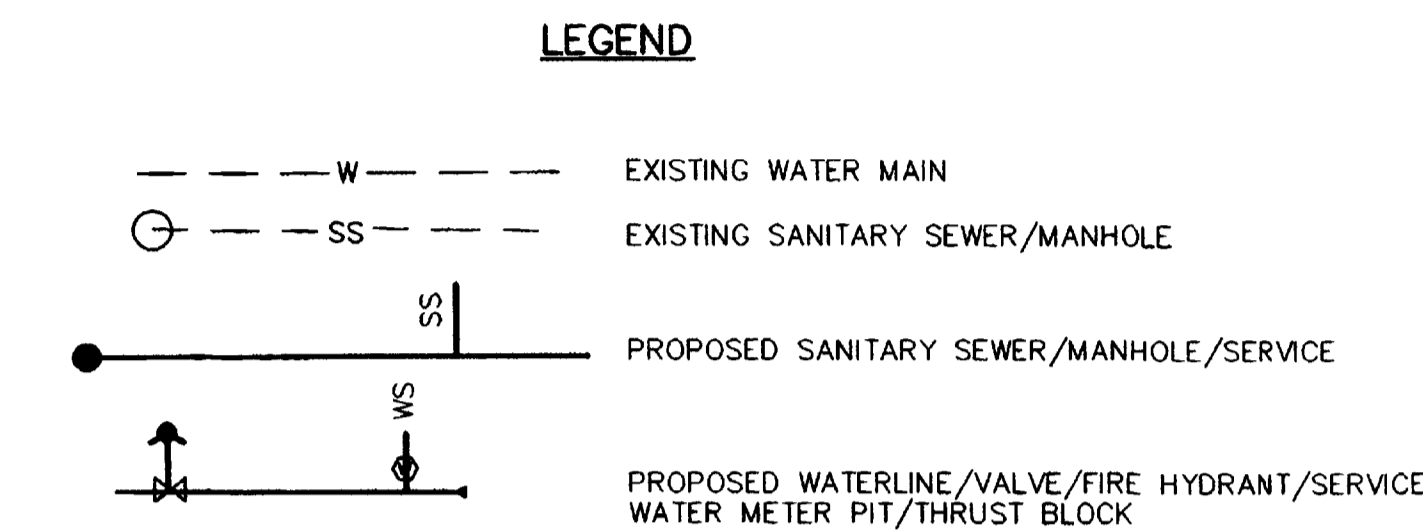 LEGEND
W EXISTING WATER MAIN
SS EXISTING SANITARY SEWER/MANHOLE
SS
PROPOSED SANITARY SEWER/MANHOLE/SERVICE
WS
W
PROPOSED WATERLINE/VALVE/FIRE HYDRANT/SERVICE
WATER METER PIT/THRUST BLOCK